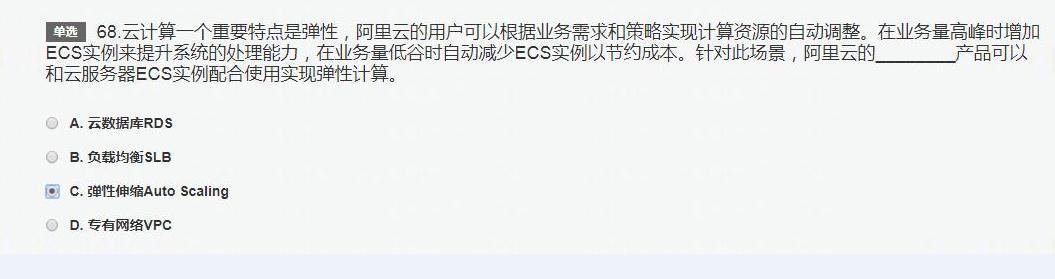 单选 68.云计算一个重要特点是弹性，阿里云的用户可以根据业务需求和策略实现计算资源的自动调整。在业务量高峰时增加
ECS实例来提升系统的处理能力，在业务量低谷时自动减少ECS实例以节约成本。针对此场景，阿里云的________产品可以
和云服务器ECS实例配合使用实现弹性计算。
A. 云数据库RDS
B. 负载均衡SLB
C. 弹性伸缩Auto Scaling
D. 专有网络VPC